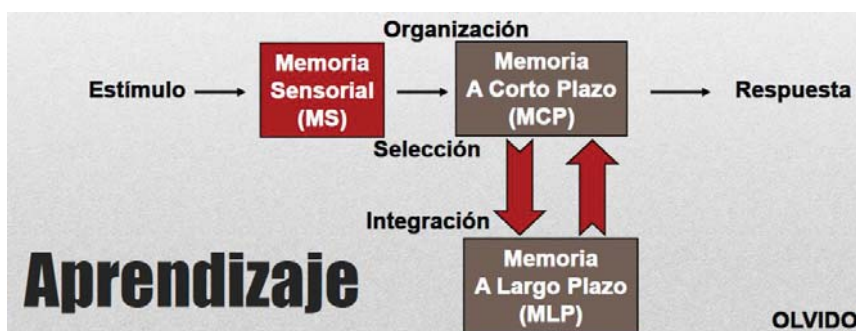 Organización
Estímulo
Memoria
Sensorial
(MS)
Memoria
A Corto Plazo
(MCP)
Respuesta
Selección
Integración
Memoria
A Largo Plazo
(MLP)
Aprendizaje
OLVIDO